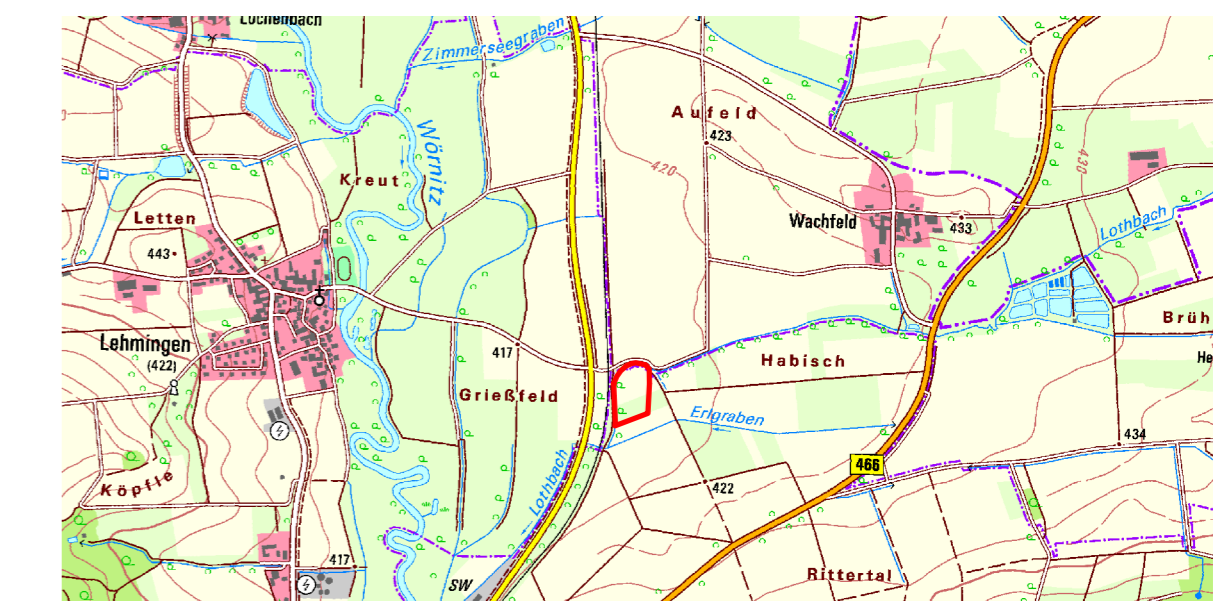 Lochenbach
Zimmerseegraben
Aufeld
423
Wörnitz
420
430
Kreut
Letten
Wachfeld
433
Lothbach
443
Brüh
Lehmingen
(422)
417
Habisch
He
Grießfeld
Erlgraben
434
466
Köpfle
Lothbach
422
417
SW
Rittertal